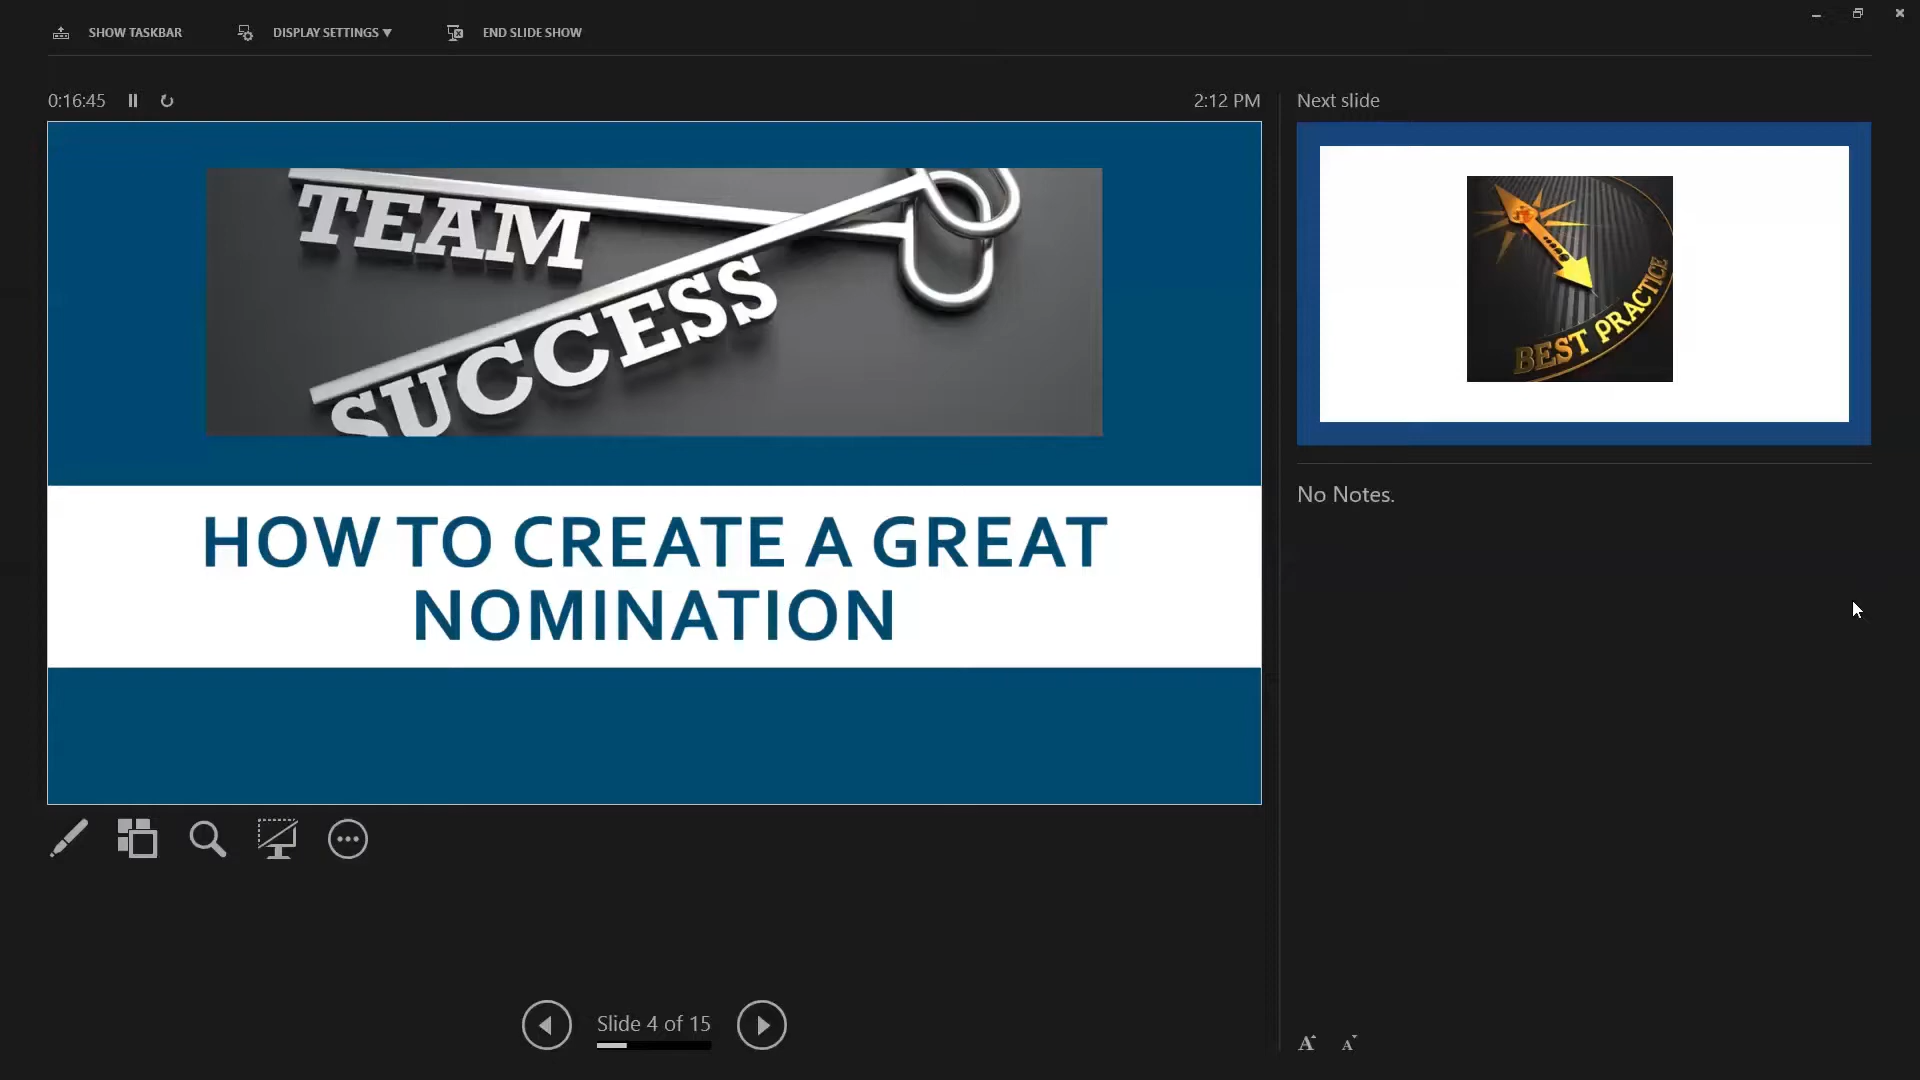 SHOW TASKBAR
DISPLAY SETTINGS ▼
END SLIDE SHOW
0:16:45
2:12 PM
Next slide
TEAM
SUCCESS
HOW TO CREATE A GREAT
NOMINATION
BEST PRACTICE
No Notes.
Slide 4 of 15
A
A